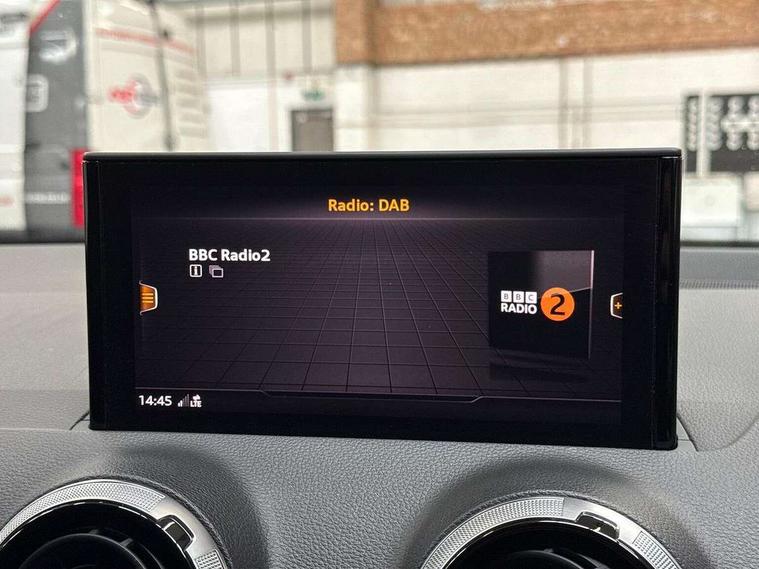 Radio: DAB
BBC Radio2
BBC
RADIO 2
14:45 LTE